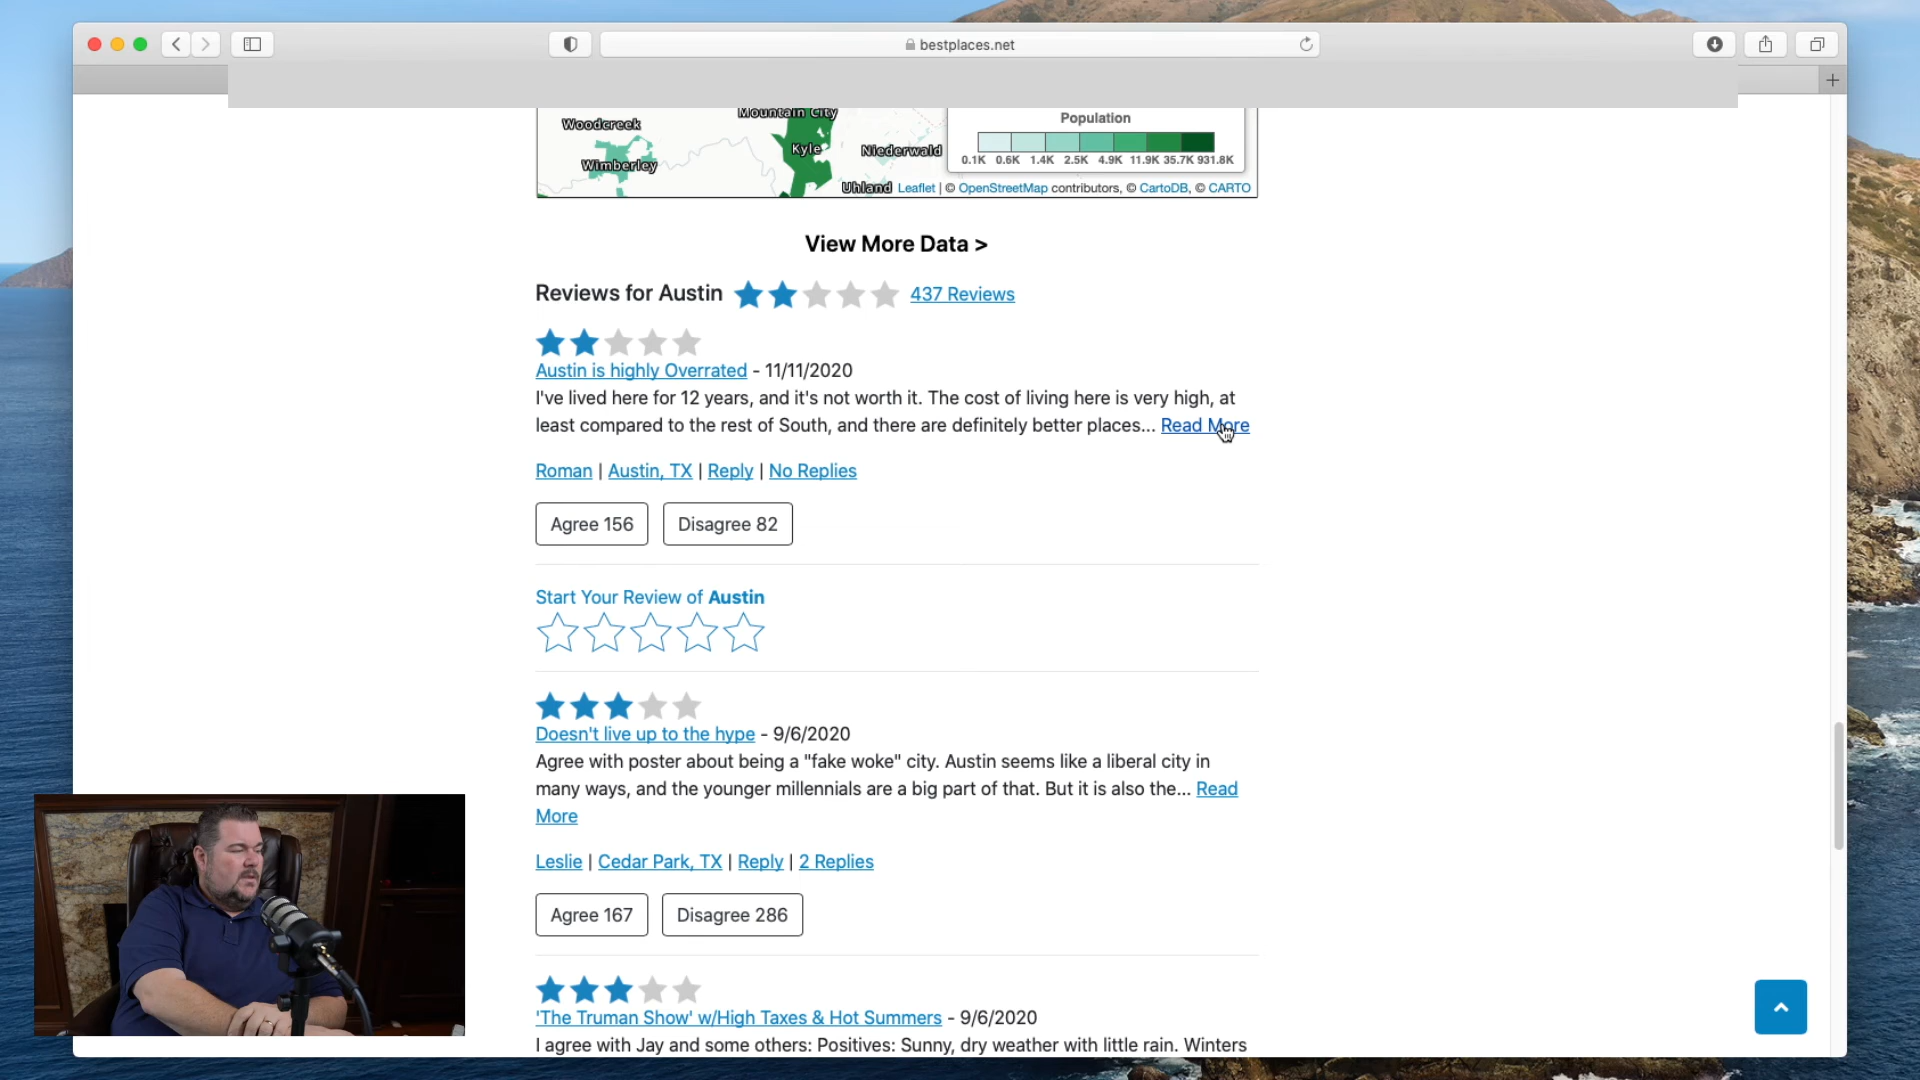 bestplaces.net
Mountain City
Woodcreek
Population
Kyle
Niederwald
Wimberley
0.1K 0.6K 1.4K 2.5K 4.9K 11.9K 35.7K 931.8K
Uhland
Leaflet | © OpenStreetMap contributors, © CartoDB, © CARTO
View More Data >
Reviews for Austin 437 Reviews
Austin is highly Overrated - 11/11/2020
I've lived here for 12 years, and it's not worth it. The cost of living here is very high, at
least compared to the rest of South, and there are definitely better places... Read More
Roman | Austin, TX | Reply | No Replies
Agree 156 Disagree 82
Start Your Review of Austin
Doesn't live up to the hype - 9/6/2020
Agree with poster about being a "fake woke" city. Austin seems like a liberal city in
many ways, and the younger millennials are a big part of that. But it is also the... Read
More
Leslie | Cedar Park, TX | Reply | 2 Replies
Agree 167 Disagree 286
'The Truman Show' w/High Taxes & Hot Summers - 9/6/2020
I agree with Jay and some others: Positives: Sunny, dry weather with little rain. Winters